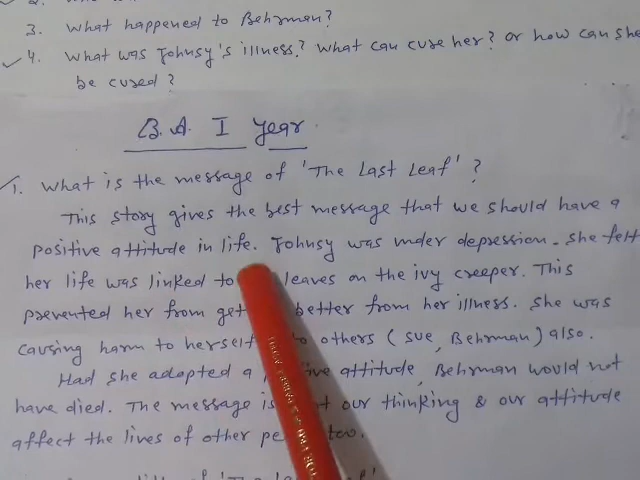 3. What happened to Behrman?
4. What was Johnsy's illness? What can cure her? or how can she
be cured?
B.A. I year
1. What is the message of 'The Last Leaf'?
This story gives the best message that we should have a
positive attitude in life. Johnsy was under depression. She felt
her life was linked to leaves on the ivy creeper. This
prevented her from get better from her illness. She was
causing harm to herself to others (Sue, Behrman) also.
Had she adopted a itive attitude, Behrman would not
have died. The message is t our thinking & our attitude
affect the lives of other pe too.